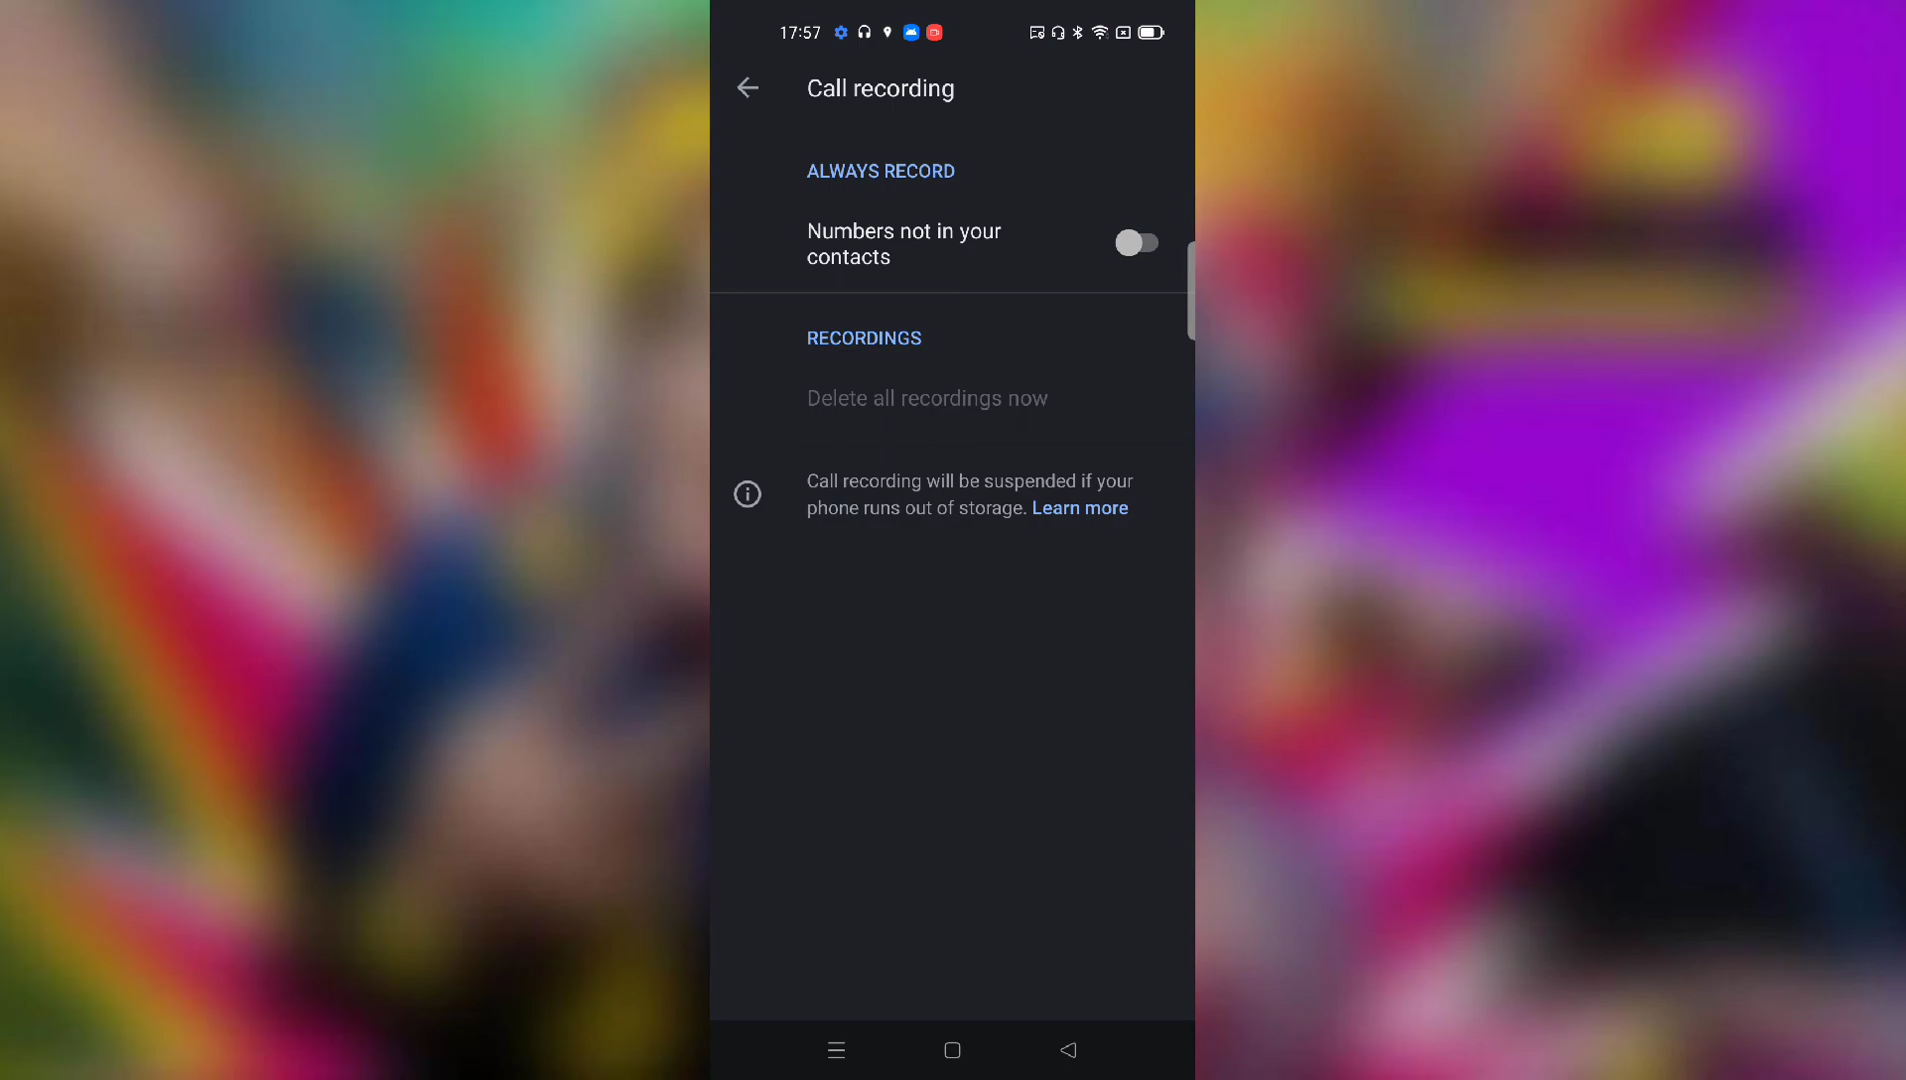 17:57
Call recording
ALWAYS RECORD
Numbers not in your
contacts
RECORDINGS
Delete all recordings now
Call recording will be suspended if your
phone runs out of storage. Learn more